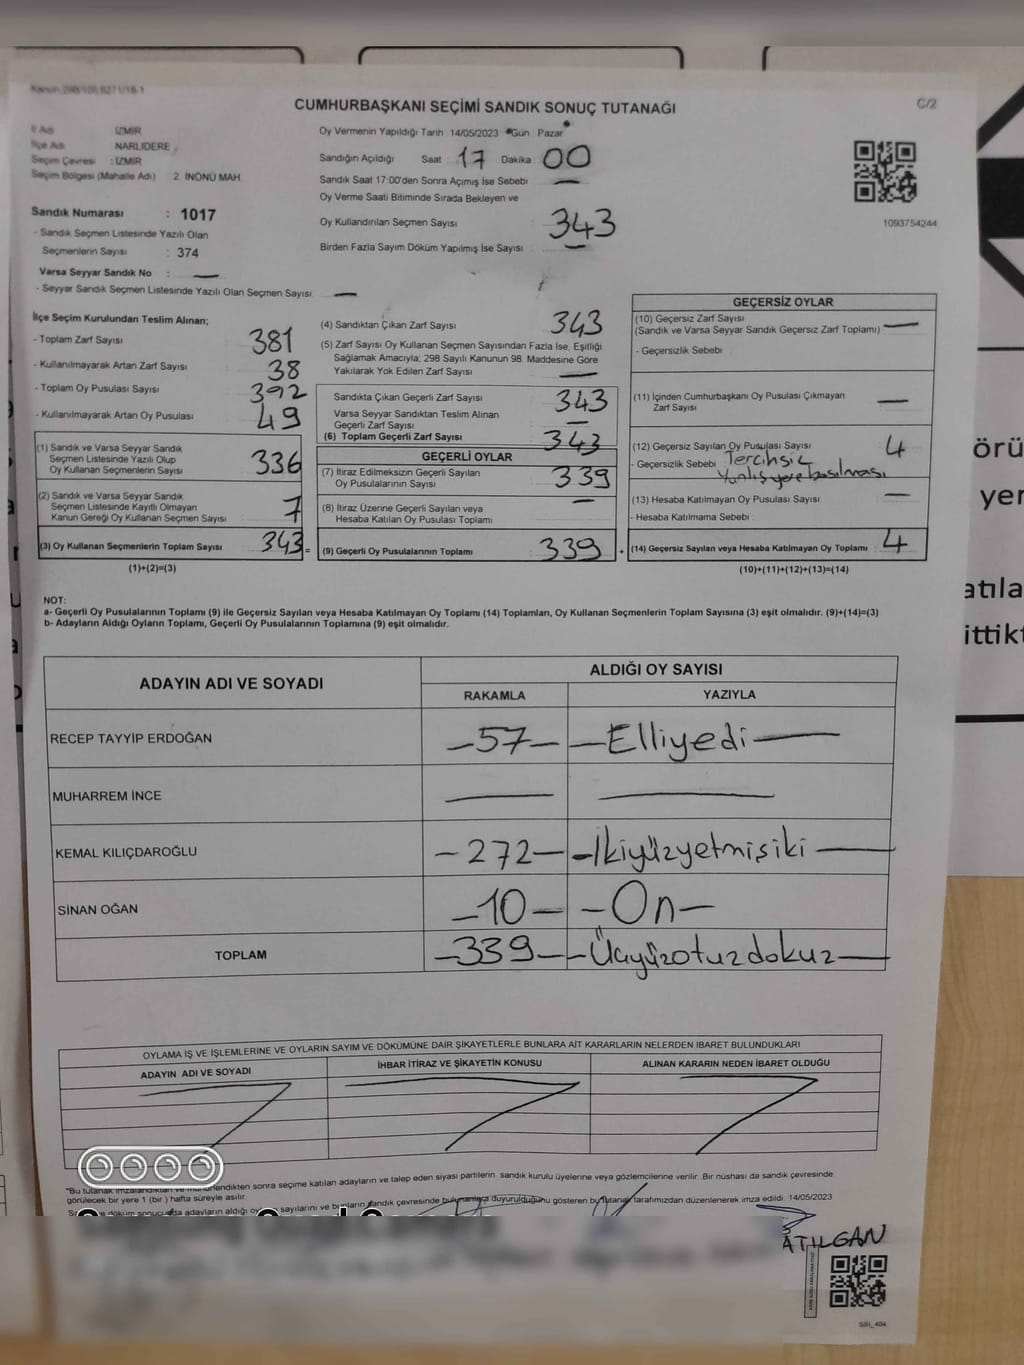 CUMHURBAŞKANI SEÇİMİ SANDIK SONUÇ TUTANAĞI
C/2
İl Adı İZMİR
İlçe Adı NARLIDERE
Seçim Çevresi : İZMİR
Seçim Bölgesi (Mahalle Adı) 2. İNÖNÜ MAH.
Sandık Numarası : 1017
- Sandık Seçmen Listesinde Yazılı Olan
Seçmenlerin Sayısı : 374
Varsa Seyyar Sandık No : —
- Seyyar Sandık Seçmen Listesinde Yazılı Olan Seçmen Sayısı —
Oy Vermenin Yapıldığı Tarih 14/05/2023 Gün Pazar
Sandığın Açıldığı Saat 17 Dakika 00
Sandık Saat 17:00'den Sonra Açımış İse Sebebi —
Oy Verme Saati Bitiminde Sırada Bekleyen ve
Oy Kullandırılan Seçmen Sayısı 343
Birden Fazla Sayım Döküm Yapılmış İse Sayısı —
1093754244
İlçe Seçim Kurulundan Teslim Alınan;
- Toplam Zarf Sayısı 381
- Kullanılmayarak Artan Zarf Sayısı 38
- Toplam Oy Pusulası Sayısı 392
- Kullanılmayarak Artan Oy Pusulası 49
(1) Sandık ve Varsa Seyyar Sandık
Seçmen Listesinde Yazılı Olup
Oy Kullanan Seçmenlerin Sayısı 336
(2) Sandık ve Varsa Seyyar Sandık
Seçmen Listesinde Kayıtlı Olmayan
Kanun Gereği Oy Kullanan Seçmen Sayısı 7
(3) Oy Kullanan Seçmenlerin Toplam Sayısı 343 =
(1)+(2)=(3)
(4) Sandıktan Çıkan Zarf Sayısı 343
(5) Zarf Sayısı Oy Kullanan Seçmen Sayısından Fazla İse, Eşitliği
Sağlamak Amacıyla; 298 Sayılı Kanunun 98. Maddesine Göre
Yakılarak Yok Edilen Zarf Sayısı —
Sandıkta Çıkan Geçerli Zarf Sayısı 343
Varsa Seyyar Sandıktan Teslim Alınan
Geçerli Zarf Sayısı —
(6) Toplam Geçerli Zarf Sayısı 343
GEÇERLİ OYLAR
(7) İtiraz Edilmeksizin Geçerli Sayılan
Oy Pusulalarının Sayısı 339
(8) İtiraz Üzerine Geçerli Sayılan veya
Hesaba Katılan Oy Pusulası Toplamı —
(9) Geçerli Oy Pusulalarının Toplamı 339 +
GEÇERSİZ OYLAR
(10) Geçersiz Zarf Sayısı
(Sandık ve Varsa Seyyar Sandık Geçersiz Zarf Toplamı) —
- Geçersizlik Sebebi
(11) İçinden Cumhurbaşkanı Oy Pusulası Çıkmayan
Zarf Sayısı —
(12) Geçersiz Sayılan Oy Pusulası Sayısı 4
- Geçersizlik Sebebi Tercihsiz
Yanlış yere basılması
(13) Hesaba Katılmayan Oy Pusulası Sayısı —
- Hesaba Katılmama Sebebi
(14) Geçersiz Sayılan veya Hesaba Katılmayan Oy Toplamı 4
(10)+(11)+(12)+(13)=(14)
NOT:
a- Geçerli Oy Pusulalarının Toplamı (9) ile Geçersiz Sayılan veya Hesaba Katılmayan Oy Toplamı (14) Toplamları, Oy Kullanan Seçmenlerin Toplam Sayısına (3) eşit olmalıdır. (9)+(14)=(3)
b- Adayların Aldığı Oyların Toplamı, Geçerli Oy Pusulalarının Toplamına (9) eşit olmalıdır.
ADAYIN ADI VE SOYADI ALDIĞI OY SAYISI
RAKAMLA YAZIYLA
RECEP TAYYİP ERDOĞAN -57- -Elliyedi-
MUHARREM İNCE — —
KEMAL KILIÇDAROĞLU -272- -İkiyüzyetmişiki-
SİNAN OĞAN -10- -On-
TOPLAM -339- -Üçyüzotuzdokuz-
OYLAMA İŞ VE İŞLEMLERİNE VE OYLARIN SAYIM VE DÖKÜMÜNE DAİR ŞİKAYETLERLE BUNLARA AİT KARARLARIN NELERDEN İBARET BULUNDUKLARI
ADAYIN ADI VE SOYADI İHBAR İTİRAZ VE ŞİKAYETİN KONUSU ALINAN KARARIN NEDEN İBARET OLDUĞU
"Bu tutanak imzalandıktan ve sonra seçime katılan adayların ve talep eden siyasi partilerin sandık kurulu üyelerine veya gözlemcilerine verilir. Bir nüshası da sandık çevresinde
görülecek bir yere 1 (bir) hafta süreyle asılır.
döküm sonucunda adayların aldığı oy sayılarını ve bunların sandık çevresinde bulunanlara duyurulduğunu gösteren bu tutanak tarafımızdan düzenlenerek imza edildi. 14/05/2023
ATILGAN
örü
yer
atıla
ittikt